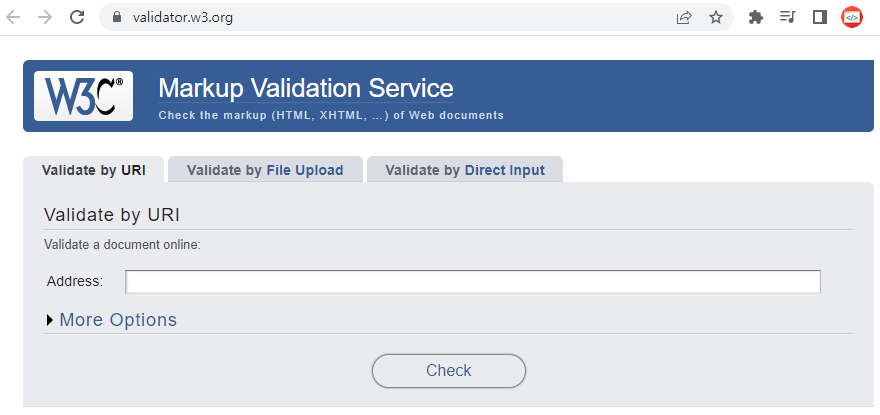 validator.w3.org
W3C®
Markup Validation Service
Check the markup (HTML, XHTML, …) of Web documents
Validate by URI
Validate by File Upload
Validate by Direct Input
Validate by URI
Validate a document online:
Address:
More Options
Check